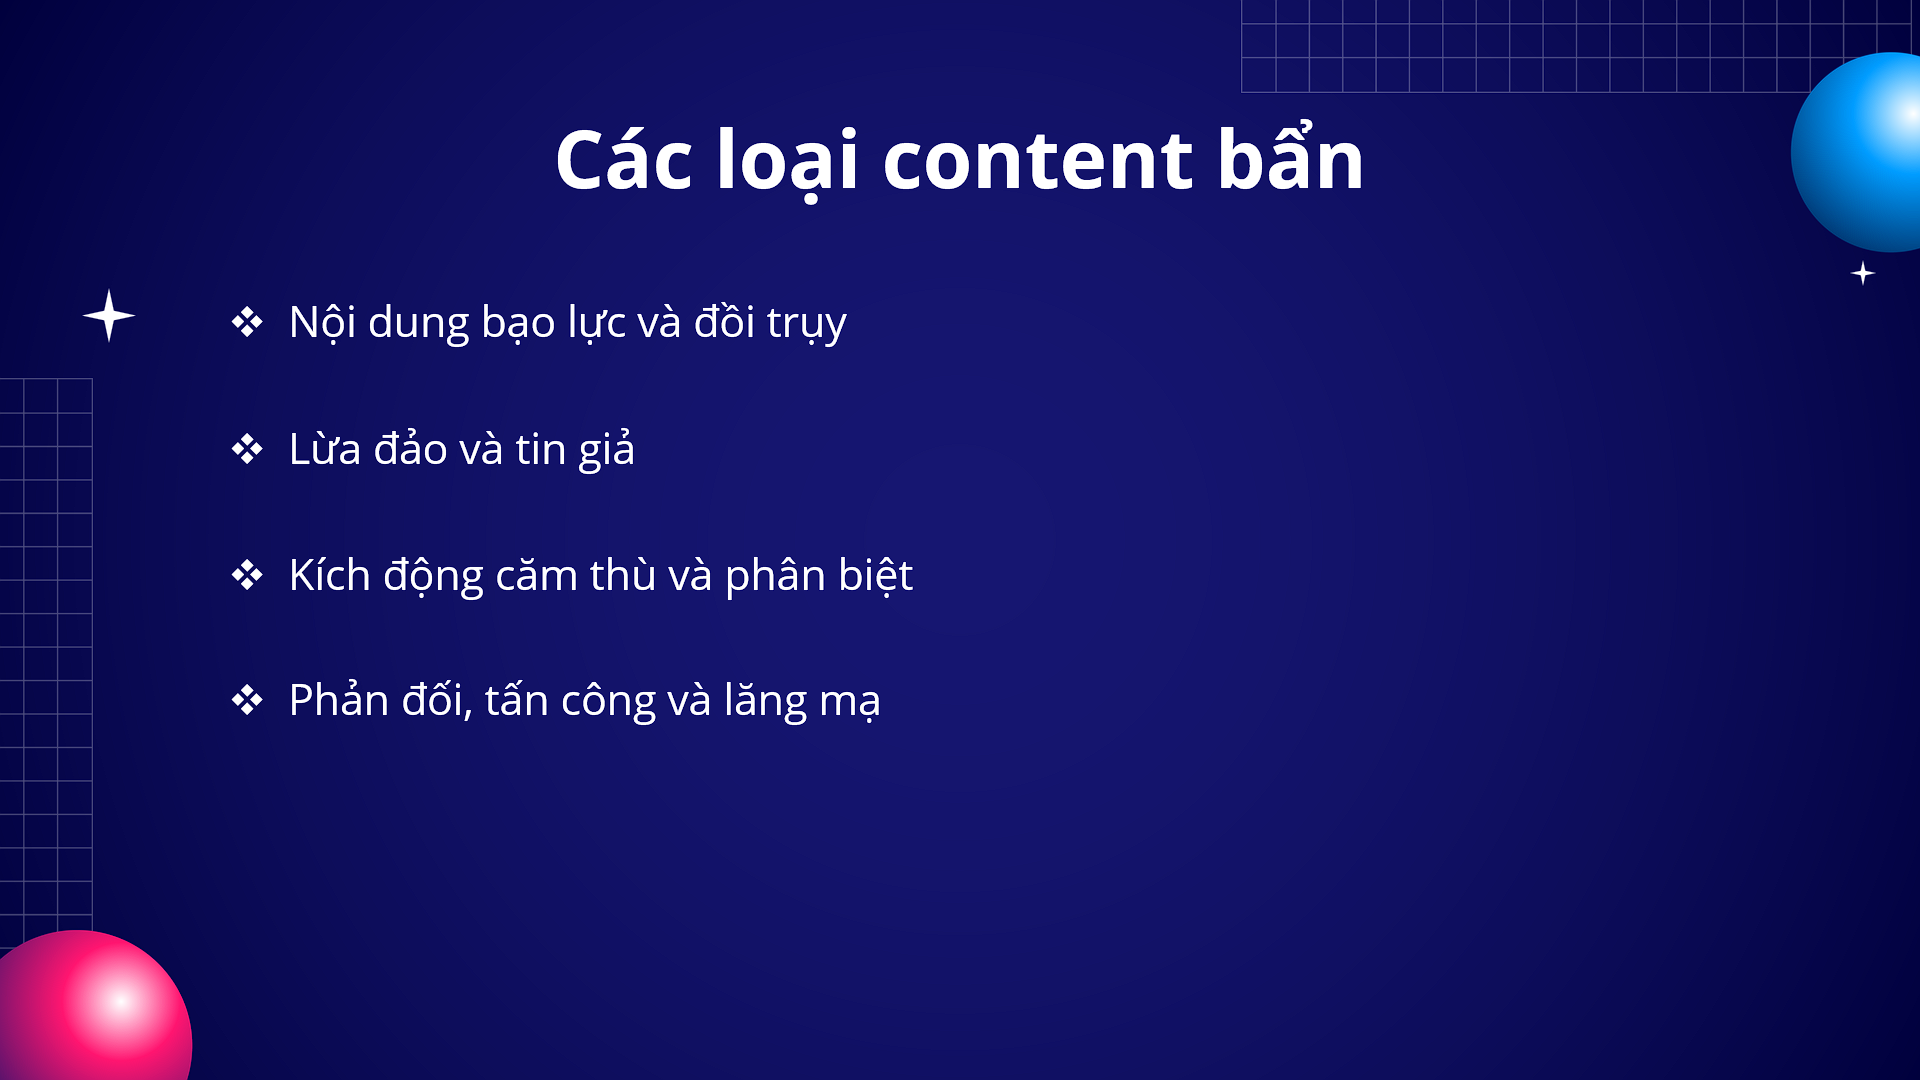 Các loại content bẩn
❖ Nội dung bạo lực và đồi trụy
❖ Lừa đảo và tin giả
❖ Kích động căm thù và phân biệt
❖ Phản đối, tấn công và lăng mạ